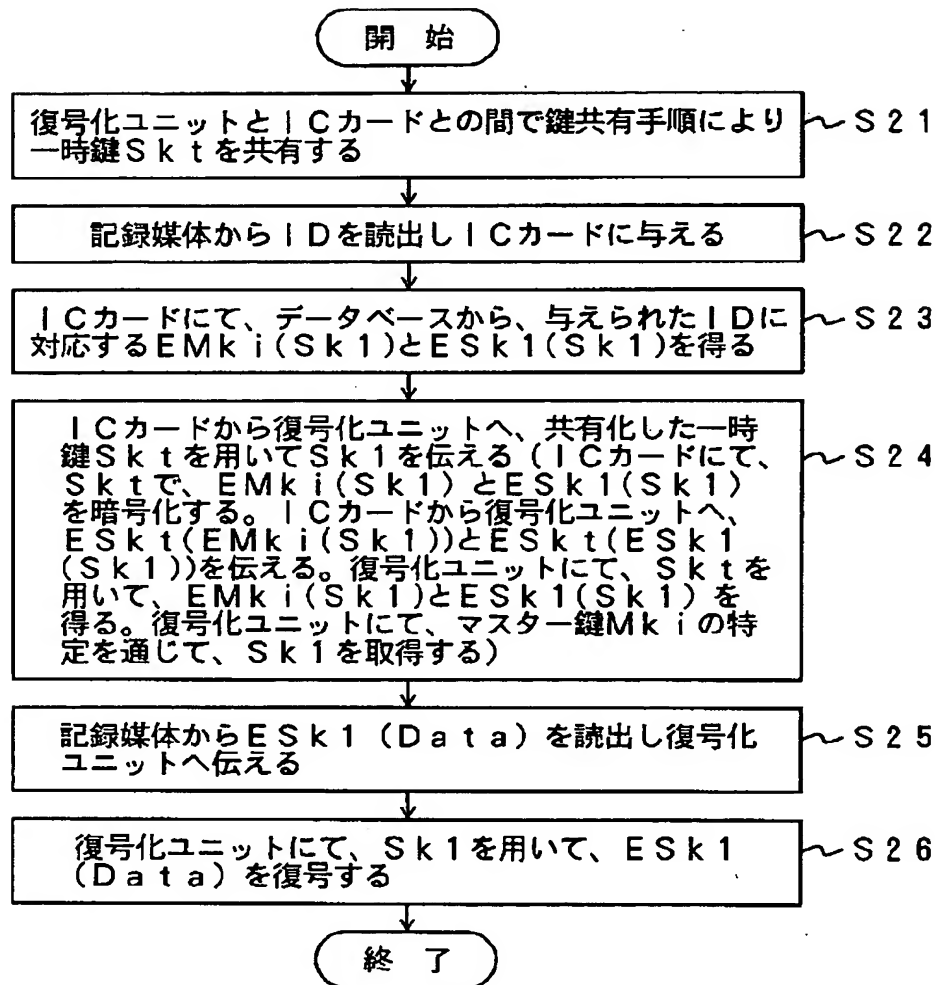 開 始
復号化ユニットとICカードとの間で鍵共有手順により 〜S21
一時鍵Sktを共有する
記録媒体からIDを読出しICカードに与える 〜S22
ICカードにて、データベースから、与えられたIDに 〜S23
対応するEMki(Sk1)とESk1(Sk1)を得る
ICカードから復号化ユニットへ、共有化した一時
鍵Sktを用いてSk1を伝える(ICカードにて、 〜S24
Sktで、EMki(Sk1)とESk1(Sk1)
を暗号化する。ICカードから復号化ユニットへ、
ESkt(EMki(Sk1))とESkt(ESk1
(Sk1))を伝える。復号化ユニットにて、Sktを
用いて、EMki(Sk1)とESk1(Sk1)を
得る。復号化ユニットにて、マスター鍵Mkiの特
定を通じて、Sk1を取得する)
記録媒体からESk1(Data)を読出し復号化 〜S25
ユニットへ伝える
復号化ユニットにて、Sk1を用いて、ESk1 〜S26
(Data)を復号する
終 了